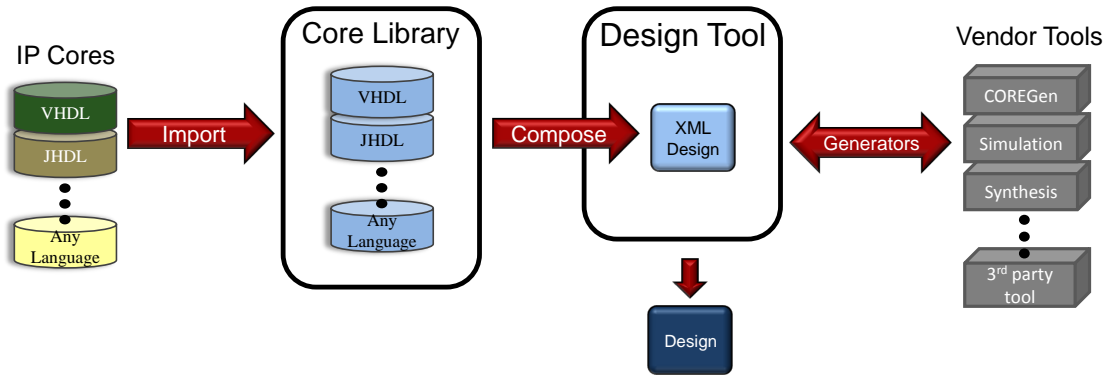 IP Cores
VHDL
JHDL
Any
Language
Import
Core Library
VHDL
JHDL
Any
Language
Compose
Design Tool
XML
Design
Generators
Design
Vendor Tools
COREGen
Simulation
Synthesis
3rd party
tool